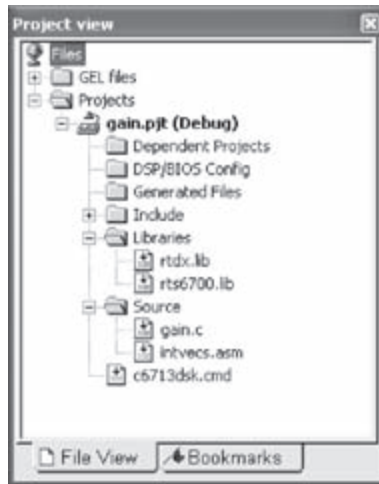 Project view
Files
GEL files
Projects
gain.pjt (Debug)
Dependent Projects
DSP/BIOS Config
Generated Files
Include
Libraries
rtdx.lib
rts6700.lib
Source
gain.c
intvecs.asm
c6713dsk.cmd
File View
Bookmarks